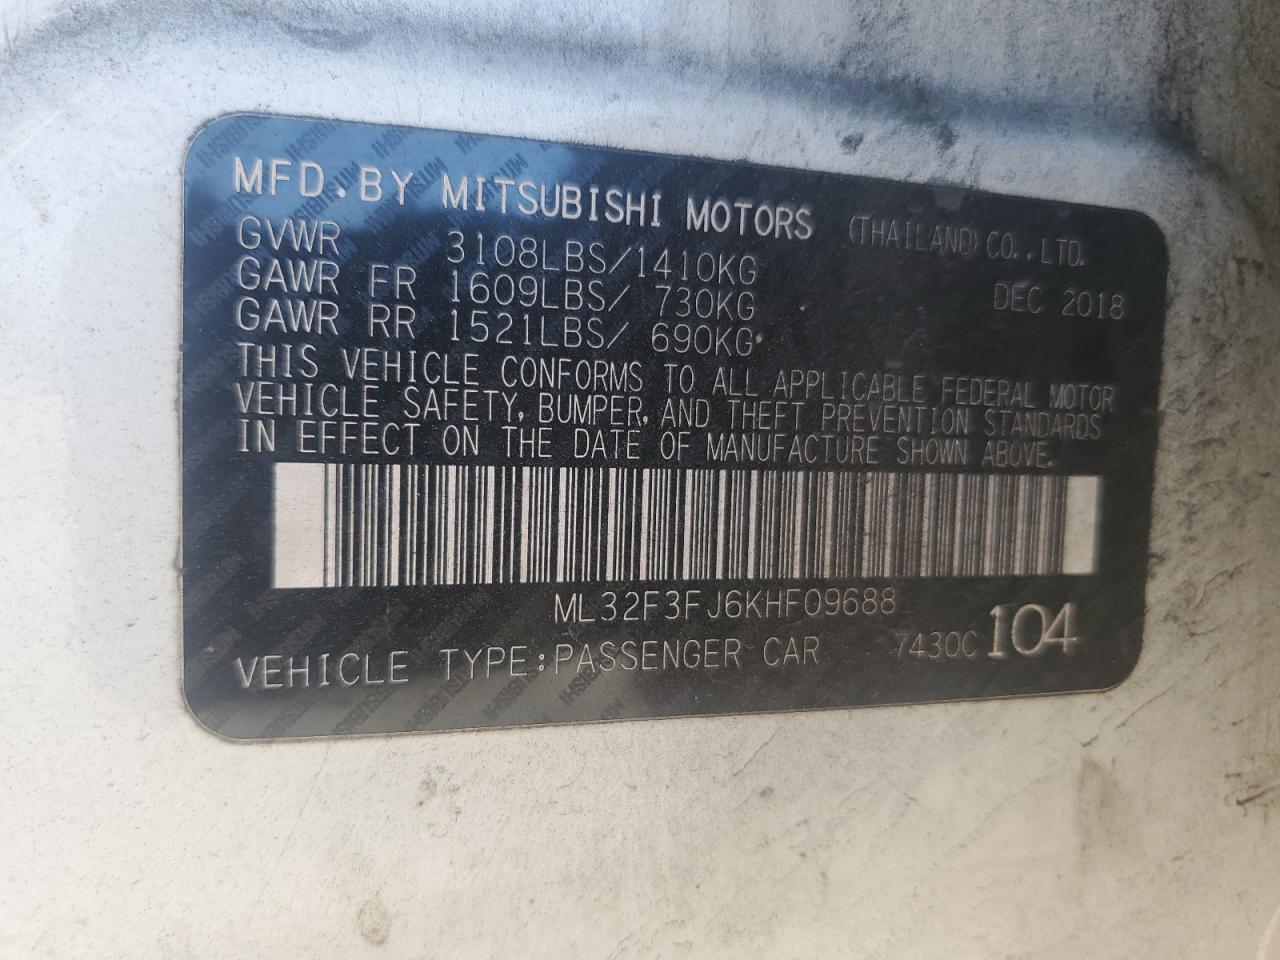 MFD.BY MITSUBISHI MOTORS (THAILAND) CO.,LTD.
GVWR 3108LBS/1410KG DEC 2018
GAWR FR 1609LBS/ 730KG
GAWR RR 1521LBS/ 690KG
THIS VEHICLE CONFORMS TO ALL APPLICABLE FEDERAL MOTOR
VEHICLE SAFETY, BUMPER, AND THEFT PREVENTION STANDARDS
IN EFFECT ON THE DATE OF MANUFACTURE SHOWN ABOVE.
ML32F3FJ6KHF09688
VEHICLE TYPE:PASSENGER CAR 7430C 104